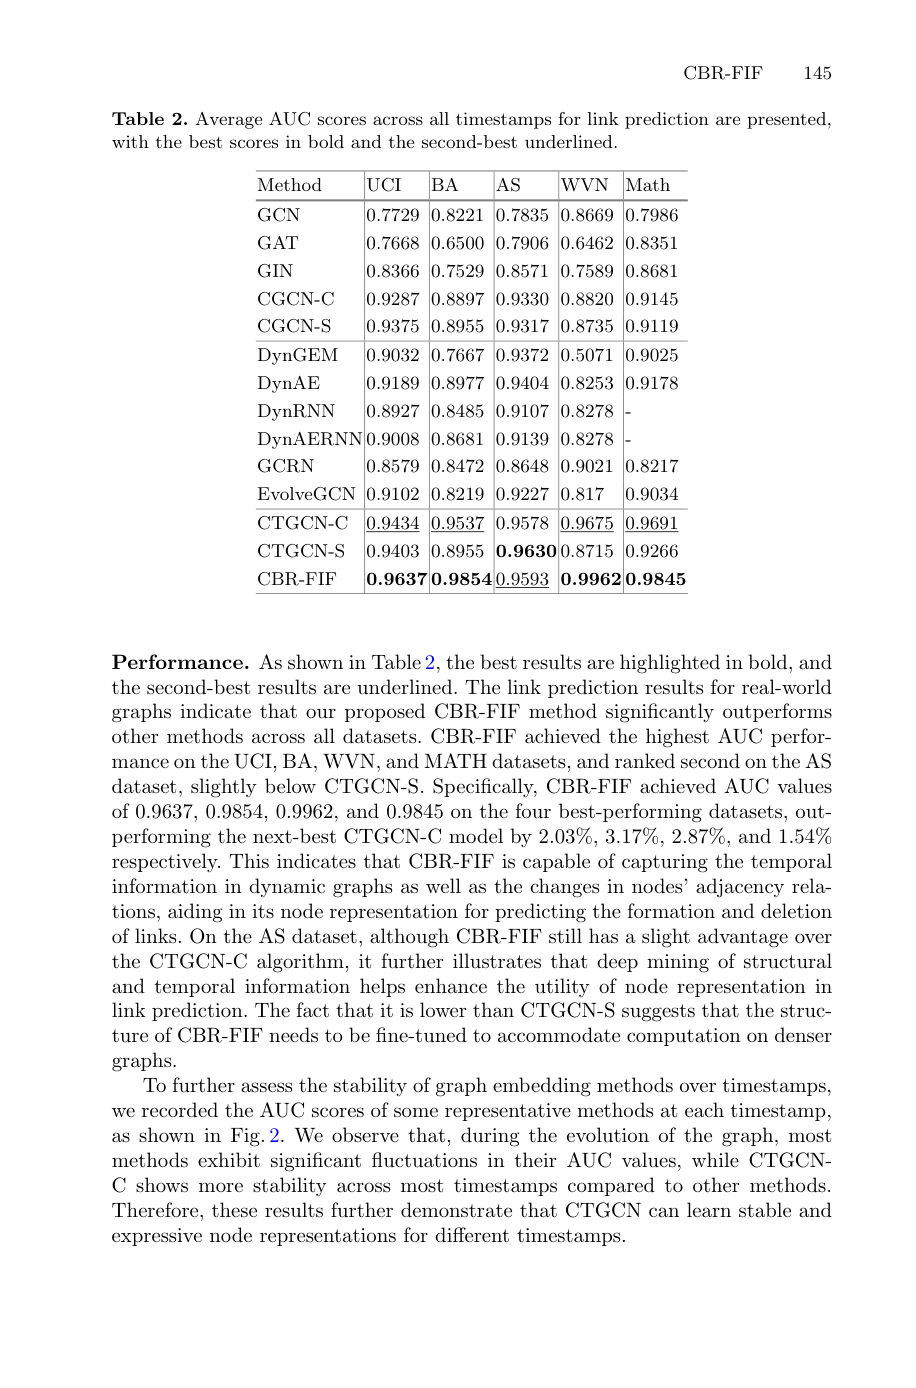 CBR-FIF 145
Table 2. Average AUC scores across all timestamps for link prediction are presented,
with the best scores in bold and the second-best underlined.
Method UCI BA AS WVN Math
GCN 0.7729 0.8221 0.7835 0.8669 0.7986
GAT 0.7668 0.6500 0.7906 0.6462 0.8351
GIN 0.8366 0.7529 0.8571 0.7589 0.8681
CGCN-C 0.9287 0.8897 0.9330 0.8820 0.9145
CGCN-S 0.9375 0.8955 0.9317 0.8735 0.9119
DynGEM 0.9032 0.7667 0.9372 0.5071 0.9025
DynAE 0.9189 0.8977 0.9404 0.8253 0.9178
DynRNN 0.8927 0.8485 0.9107 0.8278 -
DynAERNN 0.9008 0.8681 0.9139 0.8278 -
GCRN 0.8579 0.8472 0.8648 0.9021 0.8217
EvolveGCN 0.9102 0.8219 0.9227 0.817 0.9034
CTGCN-C 0.9434 0.9537 0.9578 0.9675 0.9691
CTGCN-S 0.9403 0.8955 0.9630 0.8715 0.9266
CBR-FIF 0.9637 0.9854 0.9593 0.9962 0.9845
Performance. As shown in Table 2, the best results are highlighted in bold, and
the second-best results are underlined. The link prediction results for real-world
graphs indicate that our proposed CBR-FIF method significantly outperforms
other methods across all datasets. CBR-FIF achieved the highest AUC perfor-
mance on the UCI, BA, WVN, and MATH datasets, and ranked second on the AS
dataset, slightly below CTGCN-S. Specifically, CBR-FIF achieved AUC values
of 0.9637, 0.9854, 0.9962, and 0.9845 on the four best-performing datasets, out-
performing the next-best CTGCN-C model by 2.03%, 3.17%, 2.87%, and 1.54%
respectively. This indicates that CBR-FIF is capable of capturing the temporal
information in dynamic graphs as well as the changes in nodes' adjacency rela-
tions, aiding in its node representation for predicting the formation and deletion
of links. On the AS dataset, although CBR-FIF still has a slight advantage over
the CTGCN-C algorithm, it further illustrates that deep mining of structural
and temporal information helps enhance the utility of node representation in
link prediction. The fact that it is lower than CTGCN-S suggests that the struc-
ture of CBR-FIF needs to be fine-tuned to accommodate computation on denser
graphs.
To further assess the stability of graph embedding methods over timestamps,
we recorded the AUC scores of some representative methods at each timestamp,
as shown in Fig. 2. We observe that, during the evolution of the graph, most
methods exhibit significant fluctuations in their AUC values, while CTGCN-
C shows more stability across most timestamps compared to other methods.
Therefore, these results further demonstrate that CTGCN can learn stable and
expressive node representations for different timestamps.